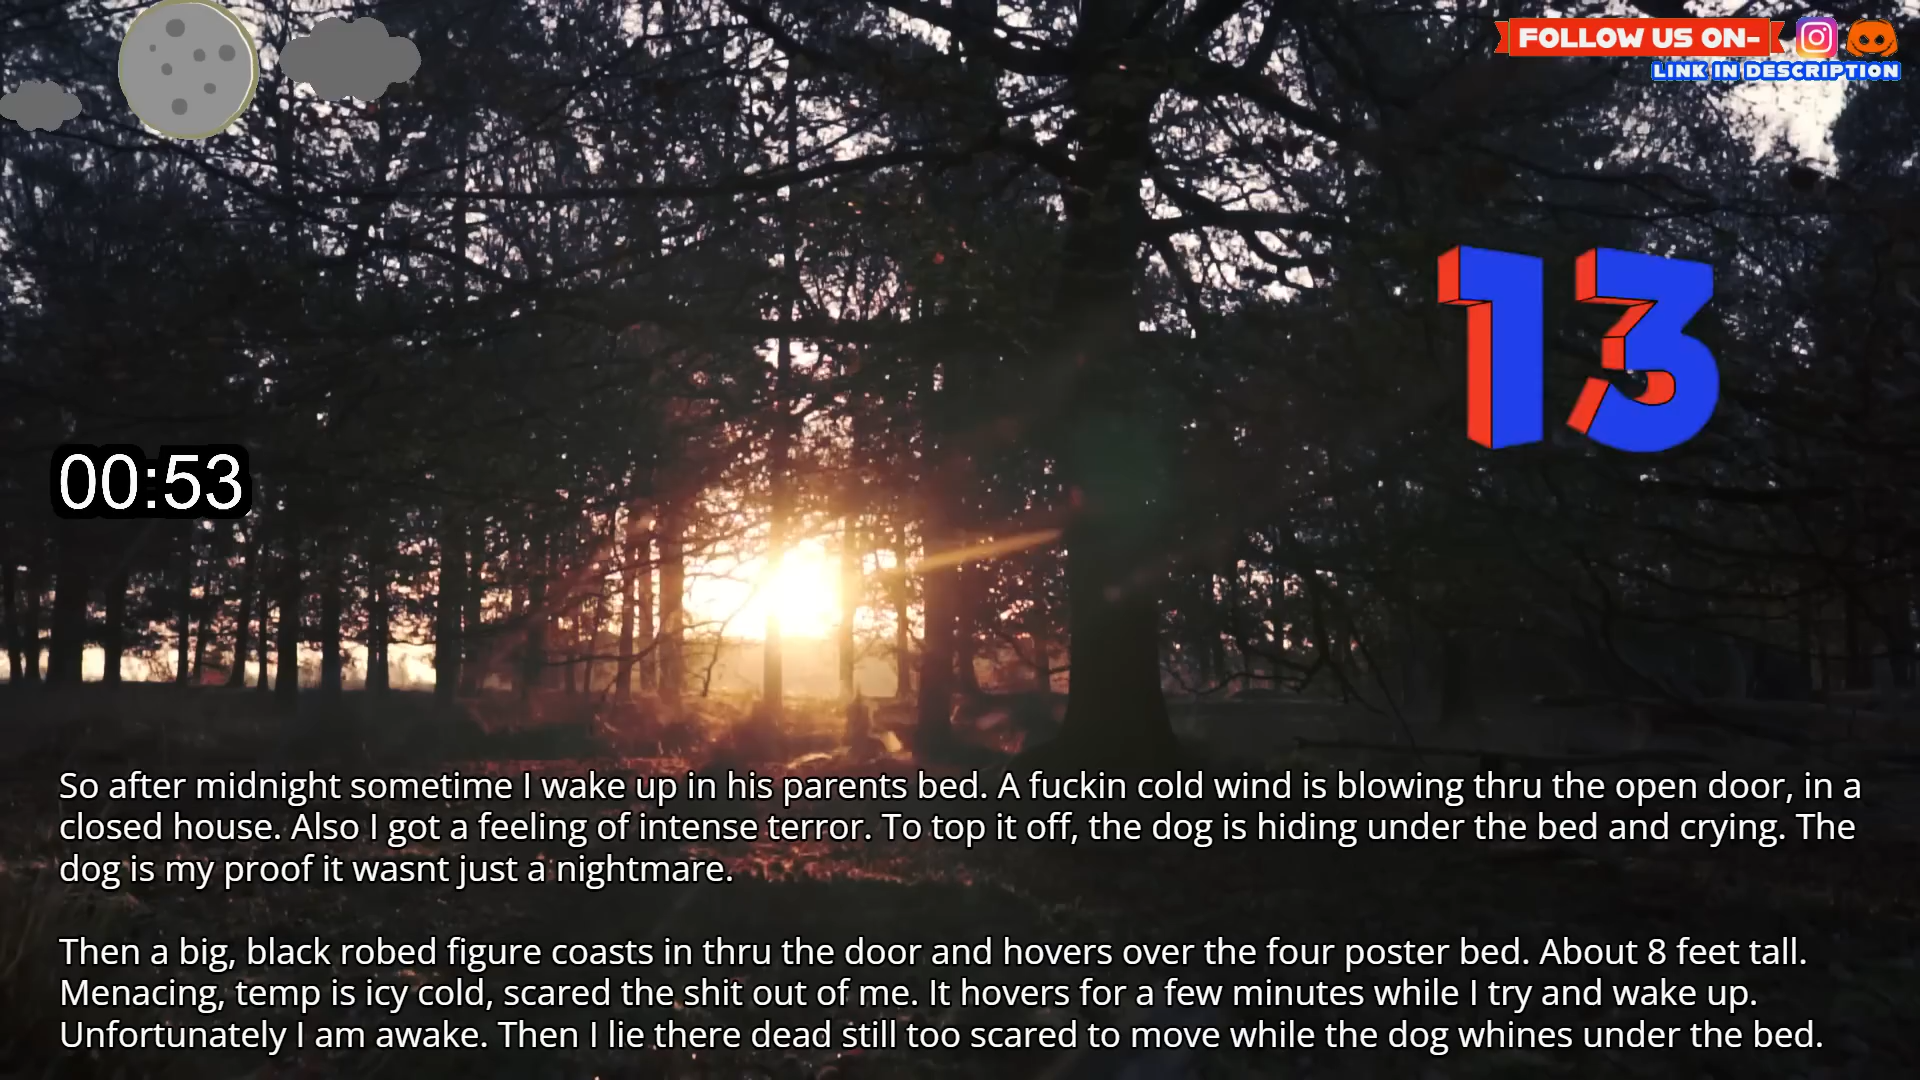 FOLLOW US ON-
LINK IN DESCRIPTION
13
00:53
So after midnight sometime I wake up in his parents bed. A fuckin cold wind is blowing thru the open door, in a
closed house. Also I got a feeling of intense terror. To top it off, the dog is hiding under the bed and crying. The
dog is my proof it wasnt just a nightmare.
Then a big, black robed figure coasts in thru the door and hovers over the four poster bed. About 8 feet tall.
Menacing, temp is icy cold, scared the shit out of me. It hovers for a few minutes while I try and wake up.
Unfortunately I am awake. Then I lie there dead still too scared to move while the dog whines under the bed.